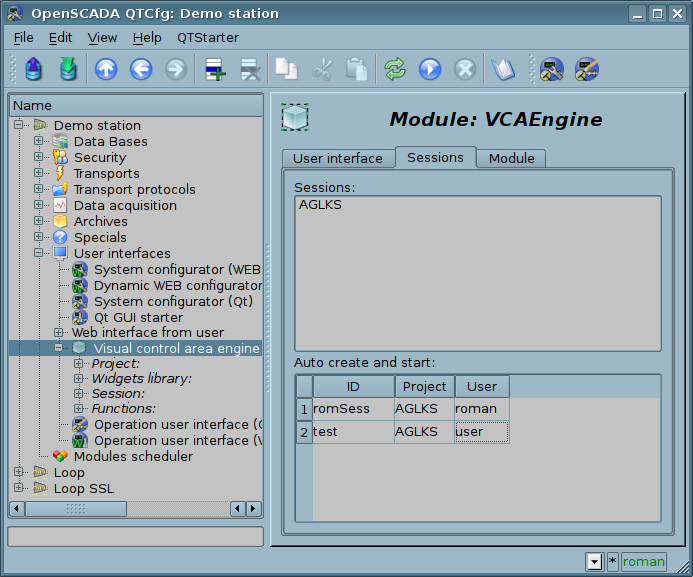 OpenSCADA QTCfg: Demo station
File Edit View Help QTStarter
Name
Demo station
Data Bases
Security
Transports
Transport protocols
Data acquisition
Archives
Specials
User interfaces
System configurator (WEB
Dynamic WEB configurator
System configurator (Qt)
Qt GUI starter
Web interface from user
Visual control area engine
Project:
Widgets library:
Session:
Functions:
Operation user interface (Q
Operation user interface (V
Modules scheduler
Loop
Loop SSL
Module: VCAEngine
User interface Sessions Module
Sessions:
AGLKS
Auto create and start:
ID Project User
1 romSess AGLKS roman
2 test AGLKS user
* roman